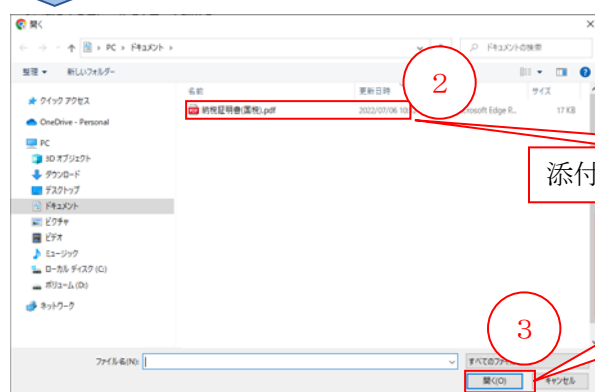 開く
PC › ドキュメント ›
ドキュメントの検索
整理 新しいフォルダー
名前 更新日時 サイズ
2
クイック アクセス
納税証明書(国税).pdf 2022/07/06 10 rosoft Edge R... 17 KB
OneDrive - Personal
PC
3D オブジェクト
添付
ダウンロード
デスクトップ
ドキュメント
ピクチャ
ビデオ
ミュージック
ローカル ディスク (C:)
ボリューム (D:)
ネットワーク
3
ファイル名(N): すべてのファ
開く(O) キャンセル